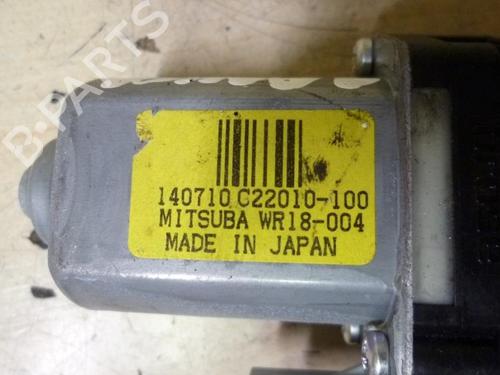 B-PARTS
140710 C22010-100
MITSUBA WR18-004
MADE IN JAPAN